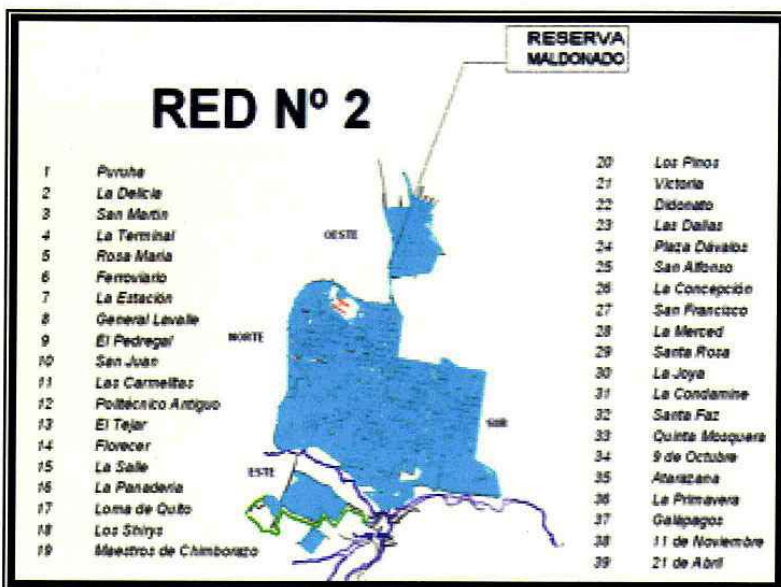 RESERVA
MALDONADO
RED Nº 2
1 Puruha
2 La Delicia
3 San Martin
4 La Terminal
5 Rosa Maria
6 Ferroviario
7 La Estación
8 General Lavalle
9 El Pedregal
10 San Juan
11 Las Carmelitas
12 Politécnico Antiguo
13 El Tejar
14 Florecer
15 La Salle
16 La Panaderia
17 Loma de Quito
18 Los Shirys
19 Maestros de Chimborazo
OESTE
NORTE
SUR
ESTE
20 Los Pinos
21 Victoria
22 Didonato
23 Las Dalias
24 Plaza Dávalos
25 San Alfonso
26 La Concepción
27 San Francisco
28 La Merced
29 Santa Rosa
30 La Joya
31 La Condamine
32 Santa Faz
33 Quinta Mosquera
34 9 de Octubre
35 Atarazana
36 La Primavera
37 Galápagos
38 11 de Noviembre
39 21 de Abril